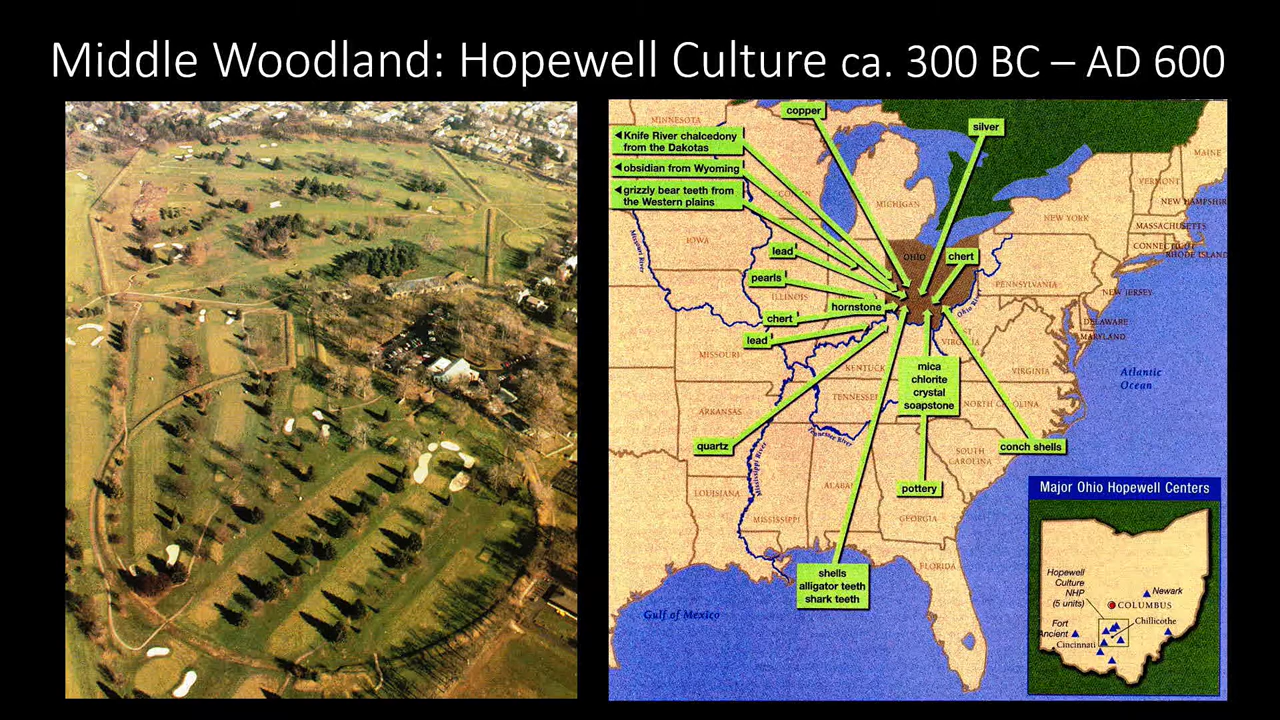 Middle Woodland: Hopewell Culture ca. 300 BC – AD 600
copper
silver
Knife River chalcedony
from the Dakotas
obsidian from Wyoming
grizzly bear teeth from
the Western plains
lead
pearls
chert
lead
hornstone
chert
quartz
mica
chlorite
crystal
soapstone
pottery
conch shells
shells
alligator teeth
shark teeth
MINNESOTA
MICHIGAN
IOWA
ILLINOIS
OHIO
MISSOURI
KENTUCK
TENNESSEE
ARKANSAS
LOUISIANA
MISSISSIPPI
ALABA
GEORGIA
FLORIDA
SOUTH
CAROLINA
NORTH CAROLINA
VIRGINIA
PENNSYLVANIA
NEW YORK
VERMONT
MAINE
NEW HAMPSHIR
MASSACHUSETTS
CONNECTICUT
RHODE ISLAND
NEW JERSEY
DELAWARE
MARYLAND
Missouri River
Mississippi River
Tennessee River
Ohio Riv
Atlantic
Ocean
Gulf of Mexico
Major Ohio Hopewell Centers
Hopewell
Culture
NHP
(5 units)
Newark
COLUMBUS
Chillicothe
Fort
Ancient
Cincinnati